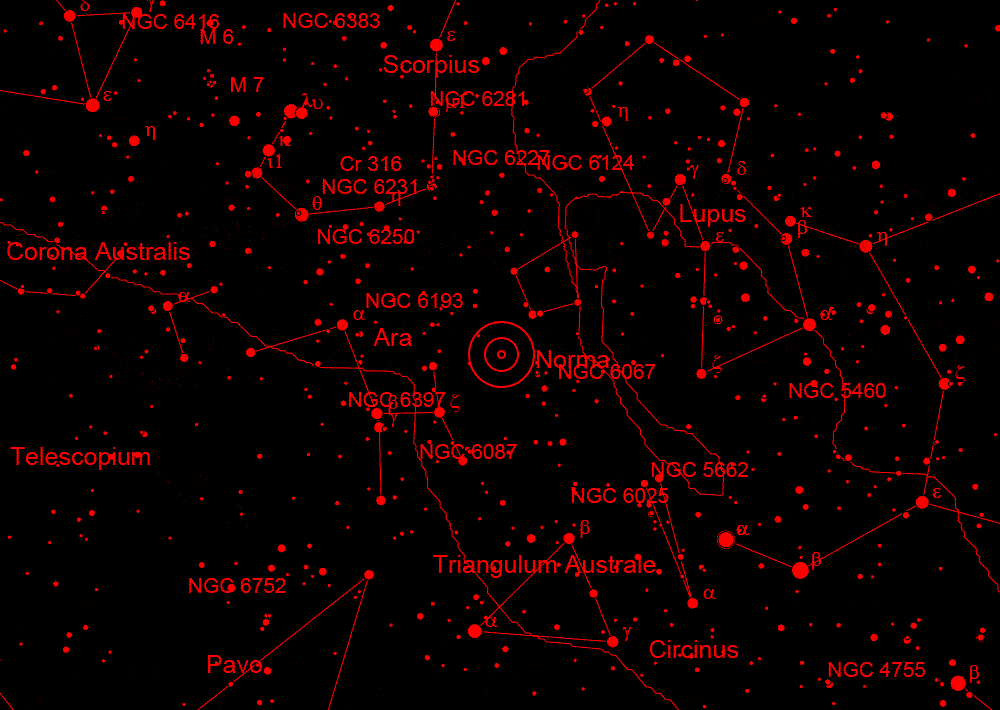 δ
γ
NGC 6416
NGC 6383
M 6
ε
Scorpius
M 7
NGC 6281
μ1
λυ
η
ε
η
κ
ι1
Cr 316
NGC 6227
NGC 6124
γ
δ
NGC 6231
η
θ
ζ
κ
Lupus
β
NGC 6250
ε
η
Corona Australis
α
NGC 6193
α
α
Ara
Norma
NGC 6067
ζ
ζ
NGC 5460
NGC 6397
β
ζ
γ
NGC 6087
Telescopium
NGC 5662
NGC 6025
ε
β
α
Triangulum Australe
β
NGC 6752
α
α
γ
Circinus
Pavo
NGC 4755
β